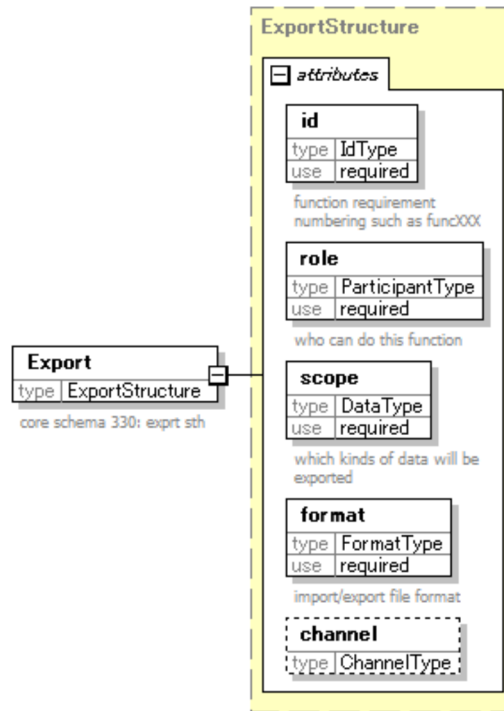 ExportStructure
attributes
id
type IdType
use required
function requirement
numbering such as funcXXX
role
type ParticipantType
use required
who can do this function
Export
type ExportStructure
core schema 330: exprt sth
scope
type DataType
use required
which kinds of data will be
exported
format
type FormatType
use required
import/export file format
channel
type ChannelType